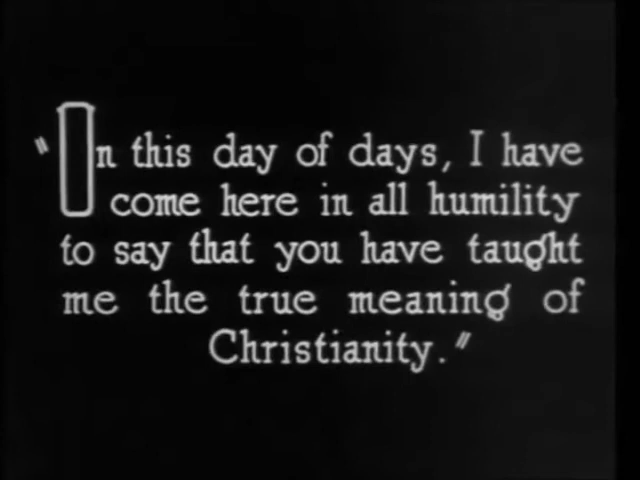 "On this day of days, I have
come here in all humility
to say that you have taught
me the true meaning of
Christianity."